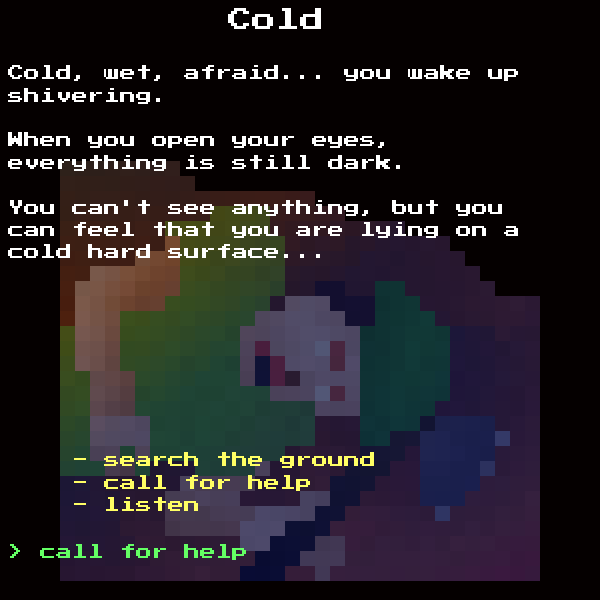 Cold
Cold, wet, afraid... you wake up
shivering.
When you open your eyes,
everything is still dark.
You can't see anything, but you
can feel that you are lying on a
cold hard surface...
- search the ground
- call for help
- listen
> call for help